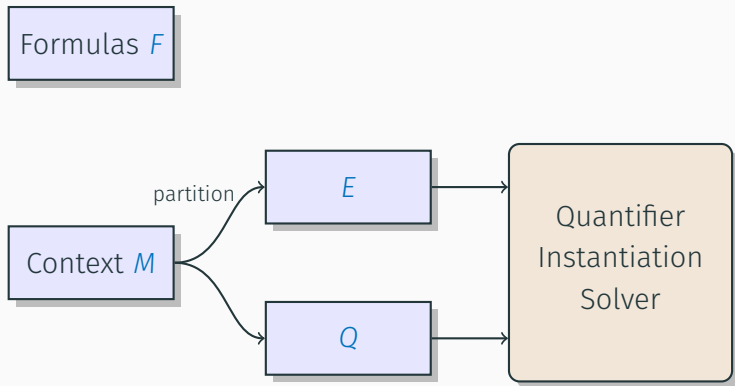 Formulas F
partition
E
Context M
Q
Quantifier
Instantiation
Solver